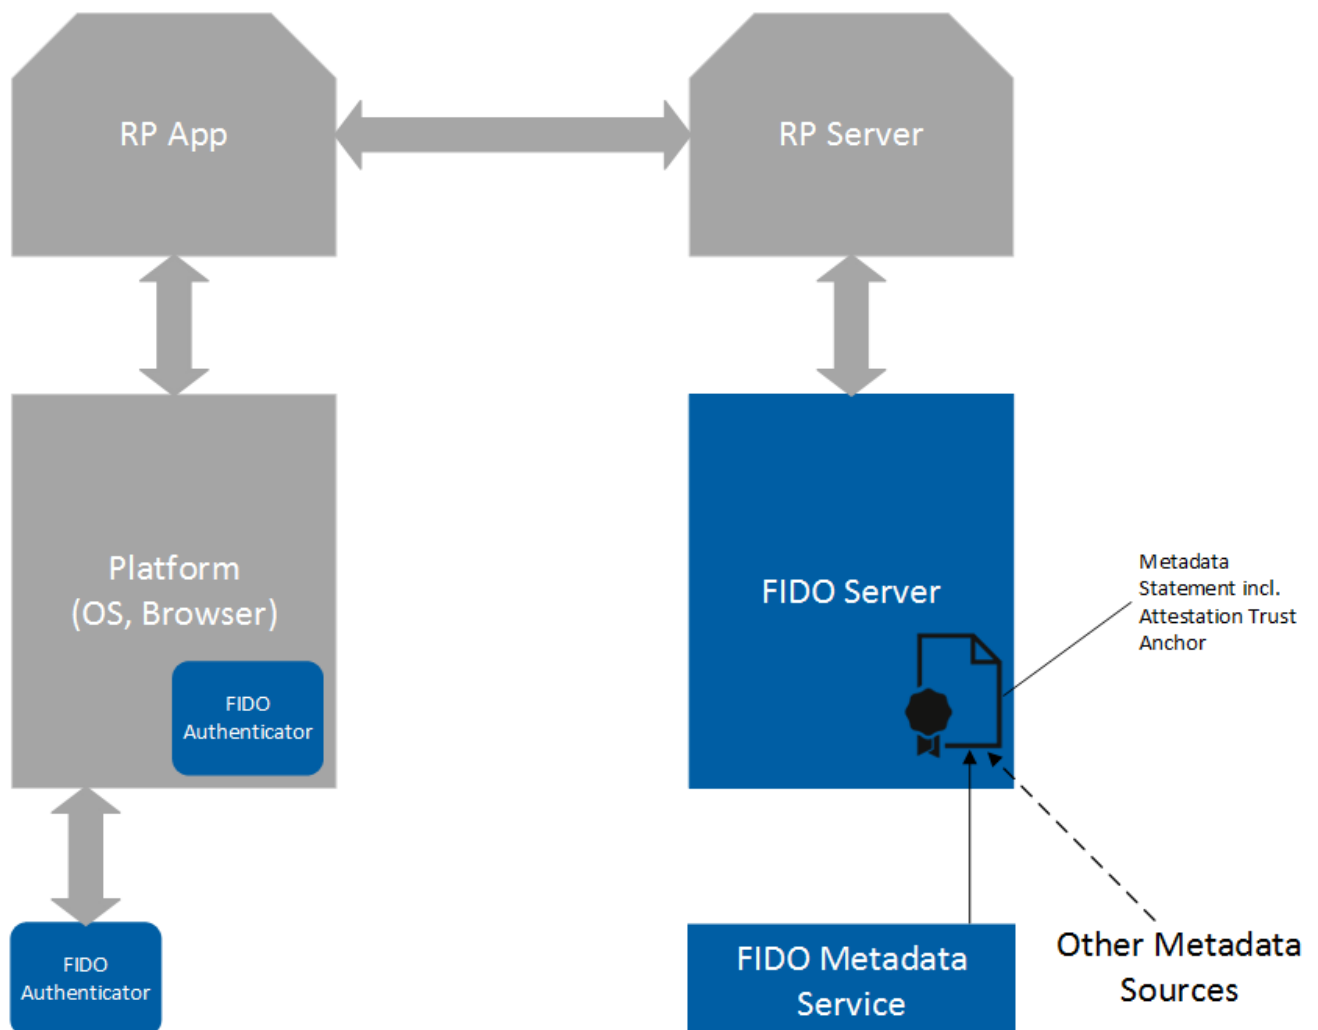 RP App
RP Server
Platform
(OS, Browser)
FIDO
Authenticator
FIDO Server
Metadata
Statement incl.
Attestation Trust
Anchor
FIDO
Authenticator
FIDO Metadata
Service
Other Metadata
Sources